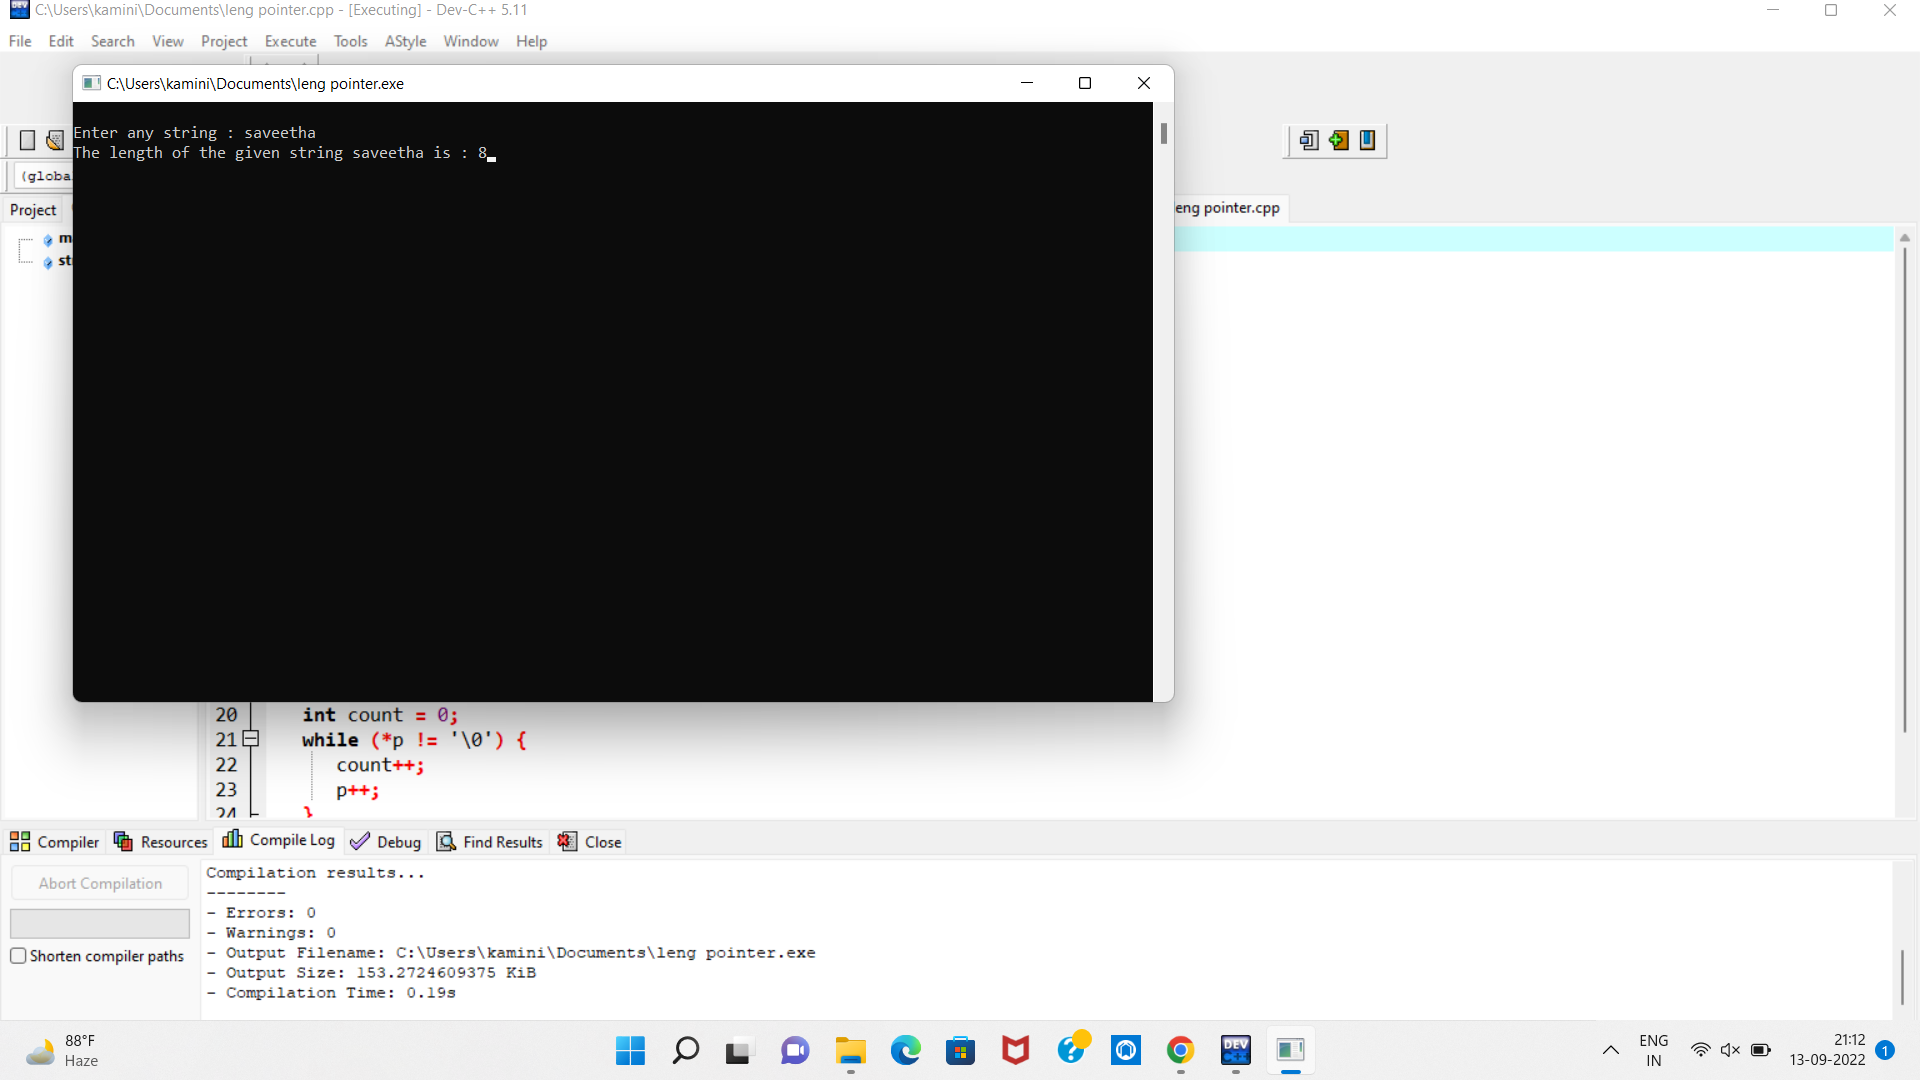 C:\Users\kamini\Documents\leng pointer.cpp - [Executing] - Dev-C++ 5.11
File Edit Search View Project Execute Tools AStyle Window Help
C:\Users\kamini\Documents\leng pointer.exe
Enter any string : saveetha
The length of the given string saveetha is : 8
(globa
Project
eng pointer.cpp
m
st
20 int count = 0;
21 while (*p != '\0') {
22 count++;
23 p++;
24 }
Compiler Resources Compile Log Debug Find Results Close
Abort Compilation
Shorten compiler paths
Compilation results...
--------
- Errors: 0
- Warnings: 0
- Output Filename: C:\Users\kamini\Documents\leng pointer.exe
- Output Size: 153.2724609375 KiB
- Compilation Time: 0.19s
88°F
Haze
DEV
C++
ENG
IN
21:12
13-09-2022
1